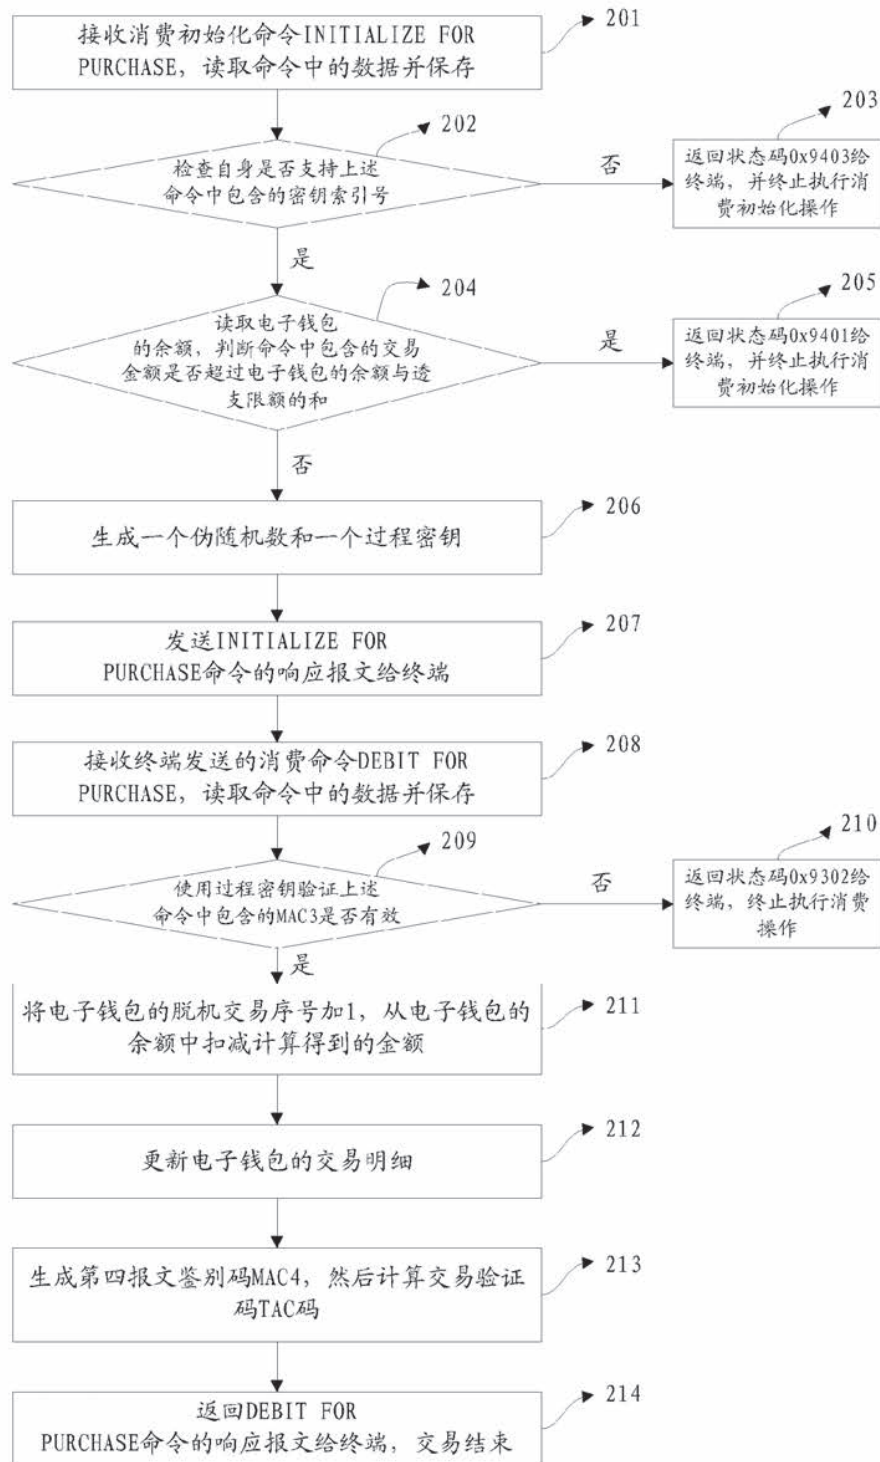 接收消费初始化命令INITIALIZE FOR
PURCHASE，读取命令中的数据并保存
201
202
检查自身是否支持上述
命令中包含的密钥索引号
否
203
返回状态码0x9403给
终端，并终止执行消
费初始化操作
是
204
读取电子钱包
的余额，判断命令中包含的交易
金额是否超过电子钱包的余额与透
支限额的和
是
205
返回状态码0x9401给
终端，并终止执行消
费初始化操作
否
生成一个伪随机数和一个过程密钥
206
发送INITIALIZE FOR
PURCHASE命令的响应报文给终端
207
接收终端发送的消费命令DEBIT FOR
PURCHASE，读取命令中的数据并保存
208
209
使用过程密钥验证上述
命令中包含的MAC3是否有效
否
210
返回状态码0x9302给
终端，终止执行消费
操作
是
将电子钱包的脱机交易序号加1，从电子钱包的
余额中扣减计算得到的金额
211
更新电子钱包的交易明细
212
生成第四报文鉴别码MAC4，然后计算交易验证
码TAC码
213
返回DEBIT FOR
PURCHASE命令的响应报文给终端，交易结束
214